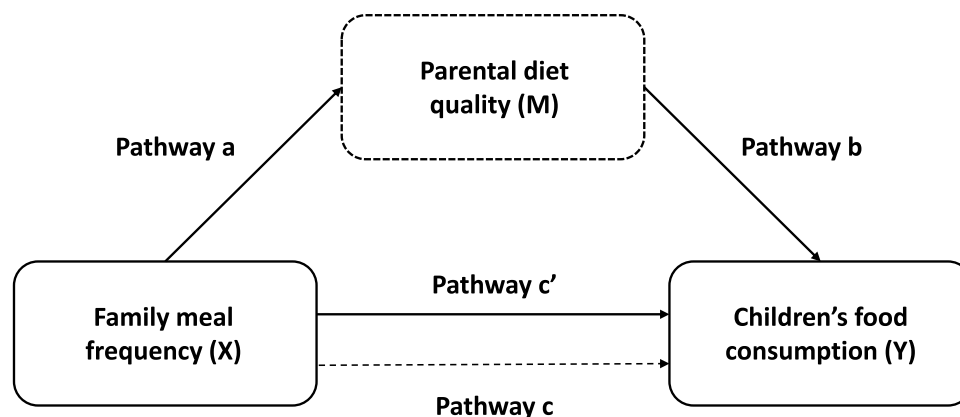 Parental diet
quality (M)
Pathway a
Pathway b
Pathway c’
Family meal
frequency (X)
Children’s food
consumption (Y)
Pathway c